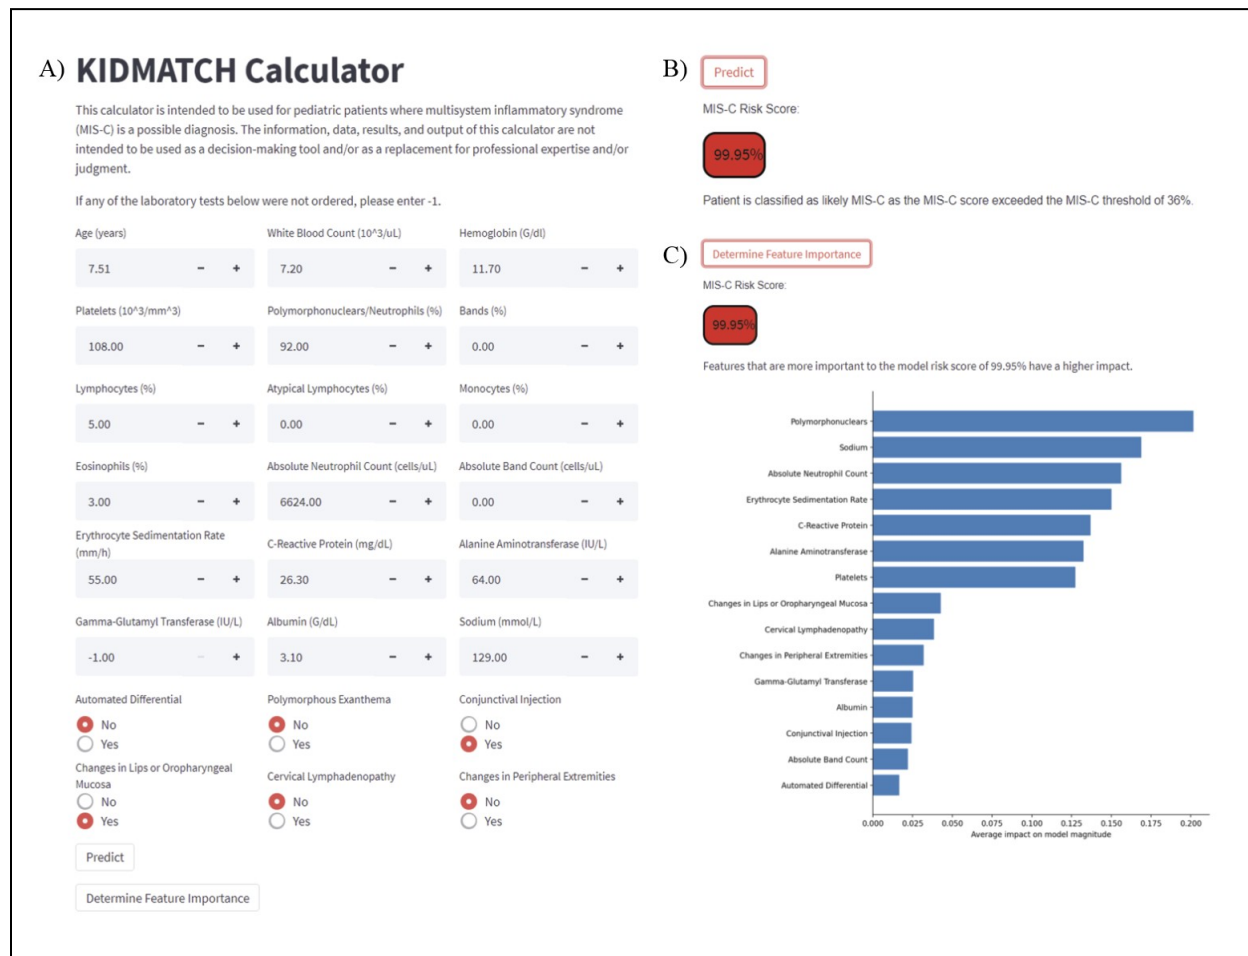 A) KIDMATCH Calculator
This calculator is intended to be used for pediatric patients where multisystem inflammatory syndrome
(MIS-C) is a possible diagnosis. The information, data, results, and output of this calculator are not
intended to be used as a decision-making tool and/or as a replacement for professional expertise and/or
judgment.
If any of the laboratory tests below were not ordered, please enter -1.
Age (years) White Blood Count (10^3/uL) Hemoglobin (G/dl)
7.51 - + 7.20 - + 11.70 - +
Platelets (10^3/mm^3) Polymorphonuclears/Neutrophils (%) Bands (%)
108.00 - + 92.00 - + 0.00 - +
Lymphocytes (%) Atypical Lymphocytes (%) Monocytes (%)
5.00 - + 0.00 - + 0.00 - +
Eosinophils (%) Absolute Neutrophil Count (cells/uL) Absolute Band Count (cells/uL)
3.00 - + 6624.00 - + 0.00 - +
Erythrocyte Sedimentation Rate
(mm/h) C-Reactive Protein (mg/dL) Alanine Aminotransferase (IU/L)
55.00 - + 26.30 - + 64.00 - +
Gamma-Glutamyl Transferase (IU/L) Albumin (G/dL) Sodium (mmol/L)
-1.00 - + 3.10 - + 129.00 - +
Automated Differential Polymorphous Exanthema Conjunctival Injection
No No No
Yes Yes Yes
Changes in Lips or Oropharyngeal
Mucosa Cervical Lymphadenopathy Changes in Peripheral Extremities
No No No
Yes Yes Yes
Predict
Determine Feature Importance
B) Predict
MIS-C Risk Score:
99.95%
Patient is classified as likely MIS-C as the MIS-C score exceeded the MIS-C threshold of 36%.
C) Determine Feature Importance
MIS-C Risk Score:
99.95%
Features that are more important to the model risk score of 99.95% have a higher impact.
Polymorphonuclears
Sodium
Absolute Neutrophil Count
Erythrocyte Sedimentation Rate
C-Reactive Protein
Alanine Aminotransferase
Platelets
Changes in Lips or Oropharyngeal Mucosa
Cervical Lymphadenopathy
Changes in Peripheral Extremities
Gamma-Glutamyl Transferase
Albumin
Conjunctival Injection
Absolute Band Count
Automated Differential
0.000 0.025 0.050 0.075 0.100 0.125 0.150 0.175 0.200
Average impact on model magnitude